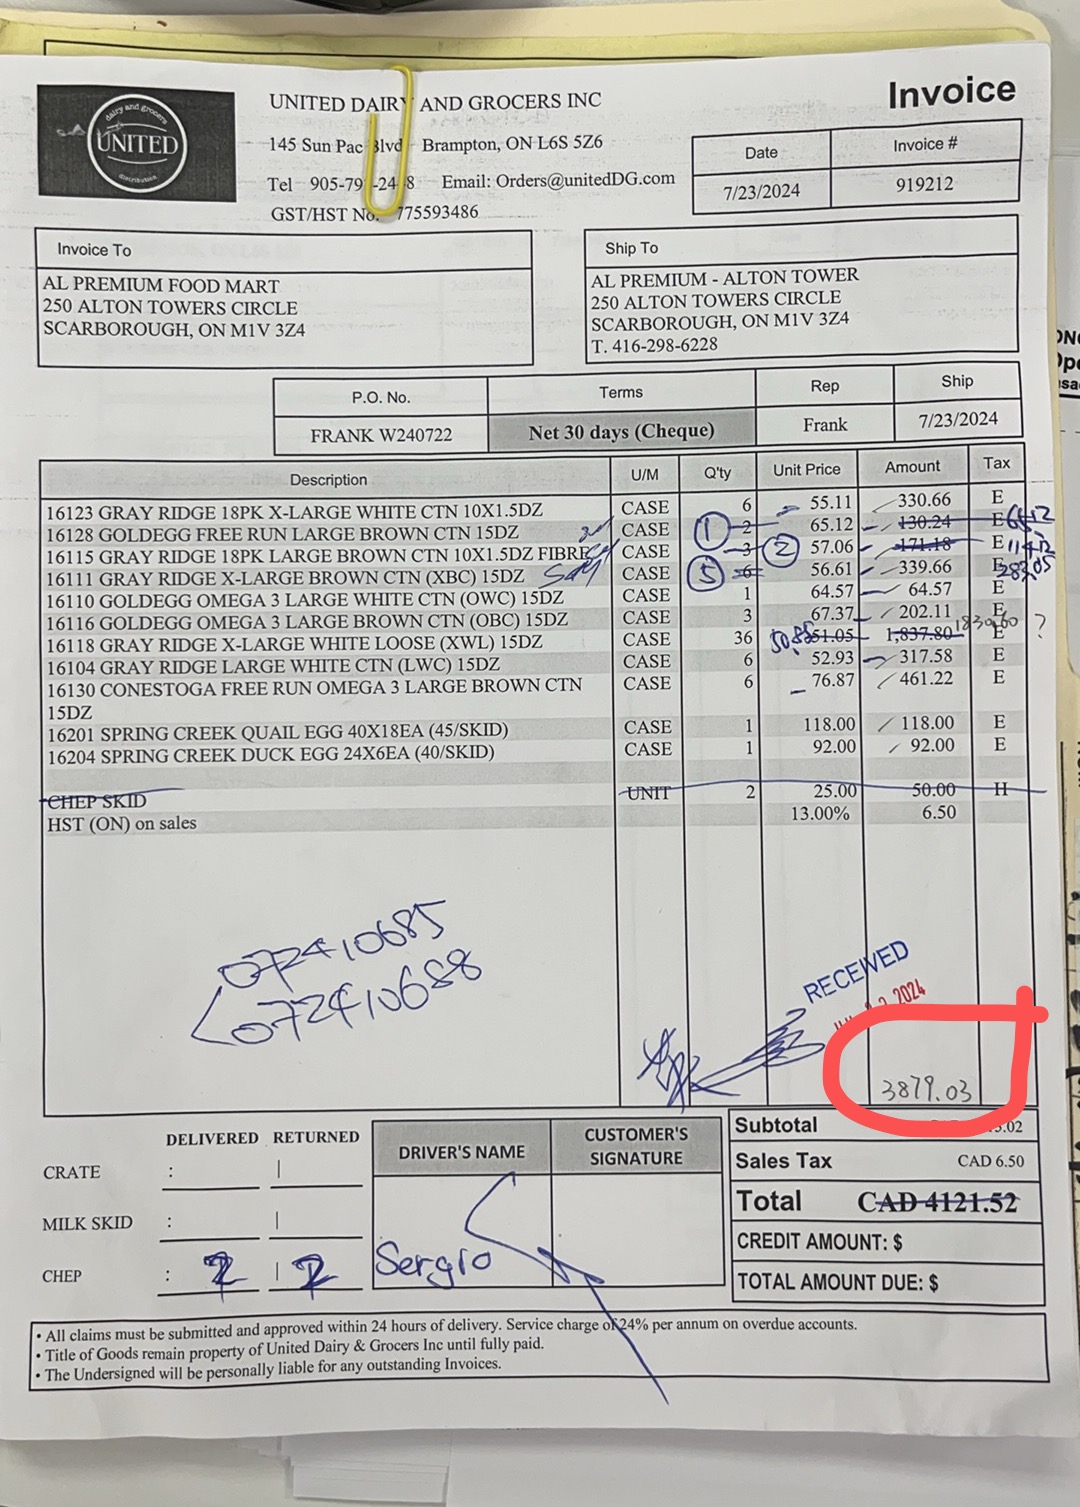 Invoice
dairy and grocers
UNITED
distribution
UNITED DAIRY AND GROCERS INC
145 Sun Pac Blvd Brampton, ON L6S 5Z6
Tel 905-79 -24 8 Email: Orders@unitedDG.com
GST/HST No. 775593486
Date Invoice #
7/23/2024 919212
Invoice To
AL PREMIUM FOOD MART
250 ALTON TOWERS CIRCLE
SCARBOROUGH, ON M1V 3Z4
Ship To
AL PREMIUM - ALTON TOWER
250 ALTON TOWERS CIRCLE
SCARBOROUGH, ON M1V 3Z4
T. 416-298-6228
P.O. No. Terms Rep Ship
FRANK W240722 Net 30 days (Cheque) Frank 7/23/2024
Description U/M Q'ty Unit Price Amount Tax
16123 GRAY RIDGE 18PK X-LARGE WHITE CTN 10X1.5DZ CASE 6 55.11 330.66 E
16128 GOLDEGG FREE RUN LARGE BROWN CTN 15DZ CASE 1 2 65.12 130.24 E 65.12
16115 GRAY RIDGE 18PK LARGE BROWN CTN 10X1.5DZ FIBRE CASE 3 2 57.06 171.18 E 114.12
16111 GRAY RIDGE X-LARGE BROWN CTN (XBC) 15DZ CASE 5 6 56.61 339.66 E 283.05
16110 GOLDEGG OMEGA 3 LARGE WHITE CTN (OWC) 15DZ CASE 1 64.57 64.57 E
16116 GOLDEGG OMEGA 3 LARGE BROWN CTN (OBC) 15DZ CASE 3 67.37 202.11 E
16118 GRAY RIDGE X-LARGE WHITE LOOSE (XWL) 15DZ CASE 36 50.85 51.05 1,837.80 1830.60 E ?
16104 GRAY RIDGE LARGE WHITE CTN (LWC) 15DZ CASE 6 52.93 317.58 E
16130 CONESTOGA FREE RUN OMEGA 3 LARGE BROWN CTN CASE 6 76.87 461.22 E
15DZ
16201 SPRING CREEK QUAIL EGG 40X18EA (45/SKID) CASE 1 118.00 118.00 E
16204 SPRING CREEK DUCK EGG 24X6EA (40/SKID) CASE 1 92.00 92.00 E
CHEP SKID UNIT 2 25.00 50.00 H
HST (ON) on sales 13.00% 6.50
072410685
072410688
RECEIVED
2024
3879.03
DELIVERED RETURNED
CRATE :
MILK SKID :
CHEP : 2 2
DRIVER'S NAME
CUSTOMER'S
SIGNATURE
Sergio
Subtotal 5.02
Sales Tax CAD 6.50
Total CAD 4121.52
CREDIT AMOUNT: $
TOTAL AMOUNT DUE: $
• All claims must be submitted and approved within 24 hours of delivery. Service charge of 24% per annum on overdue accounts.
• Title of Goods remain property of United Dairy & Grocers Inc until fully paid.
• The Undersigned will be personally liable for any outstanding Invoices.